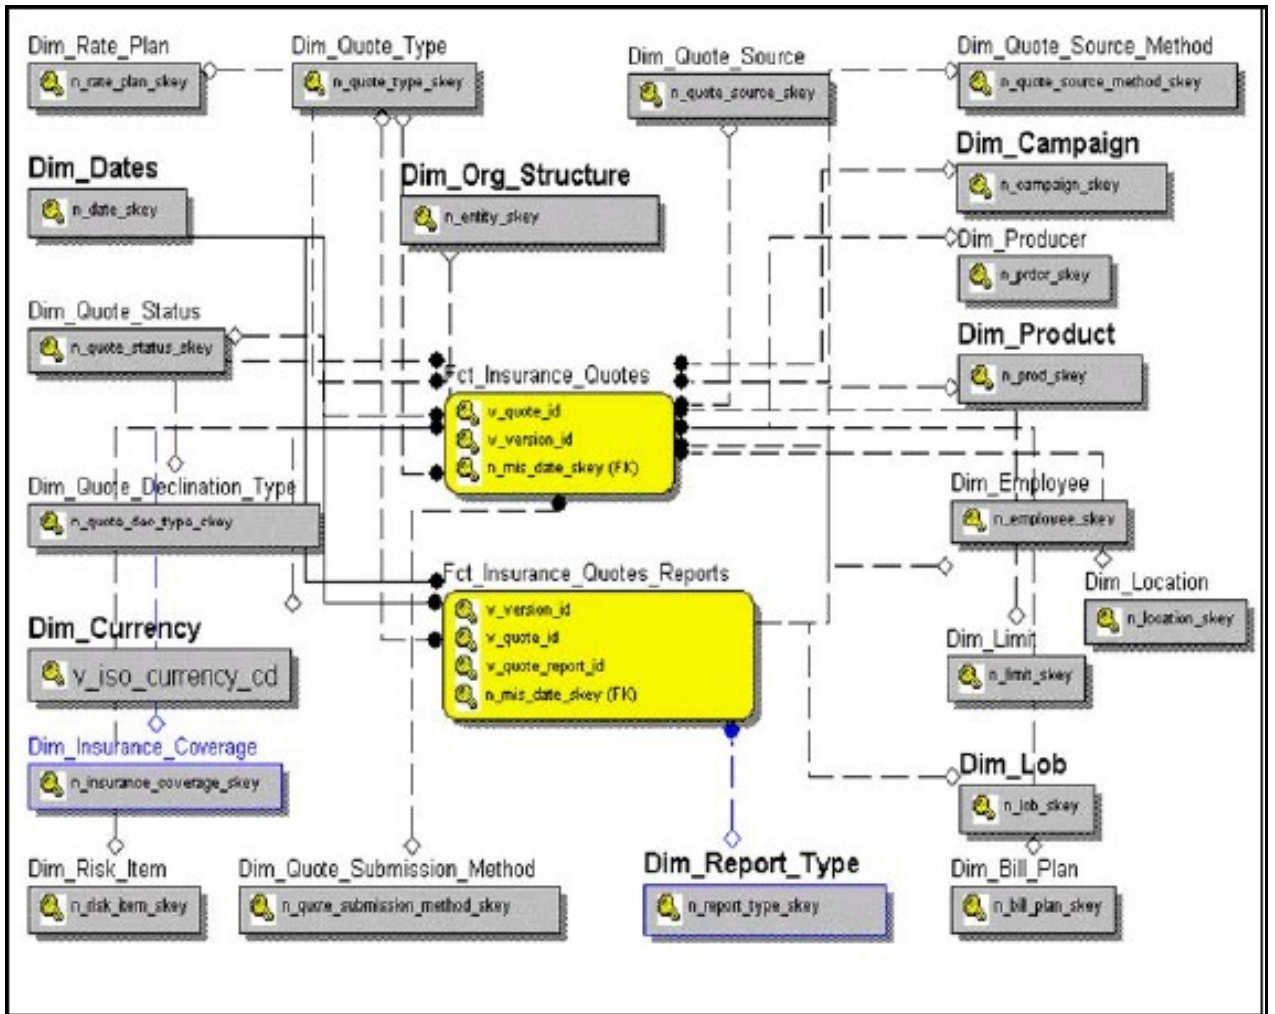 Dim_Rate_Plan
n_rate_plan_skey
Dim_Quote_Type
n_quote_type_skey
Dim_Quote_Source
n_quote_source_skey
Dim_Quote_Source_Method
n_quote_source_method_skey
Dim_Dates
n_date_skey
Dim_Org_Structure
n_entity_skey
Dim_Campaign
n_campaign_skey
Dim_Producer
n_prdcr_skey
Dim_Quote_Status
n_quote_status_skey
Dim_Product
n_prod_skey
Fct_Insurance_Quotes
v_quote_id
v_version_id
n_mis_date_skey (FK)
Dim_Quote_Declination_Type
n_quote_dec_type_skey
Dim_Employee
n_employee_skey
Dim_Location
n_location_skey
Fct_Insurance_Quotes_Reports
v_version_id
v_quote_id
v_quote_report_id
n_mis_date_skey (FK)
Dim_Currency
v_iso_currency_cd
Dim_Limit
n_limit_skey
Dim_Insurance_Coverage
n_insurance_coverage_skey
Dim_Lob
n_lob_skey
Dim_Risk_Item
n_risk_item_skey
Dim_Quote_Submission_Method
n_quote_submission_method_skey
Dim_Report_Type
n_report_type_skey
Dim_Bill_Plan
n_bill_plan_skey